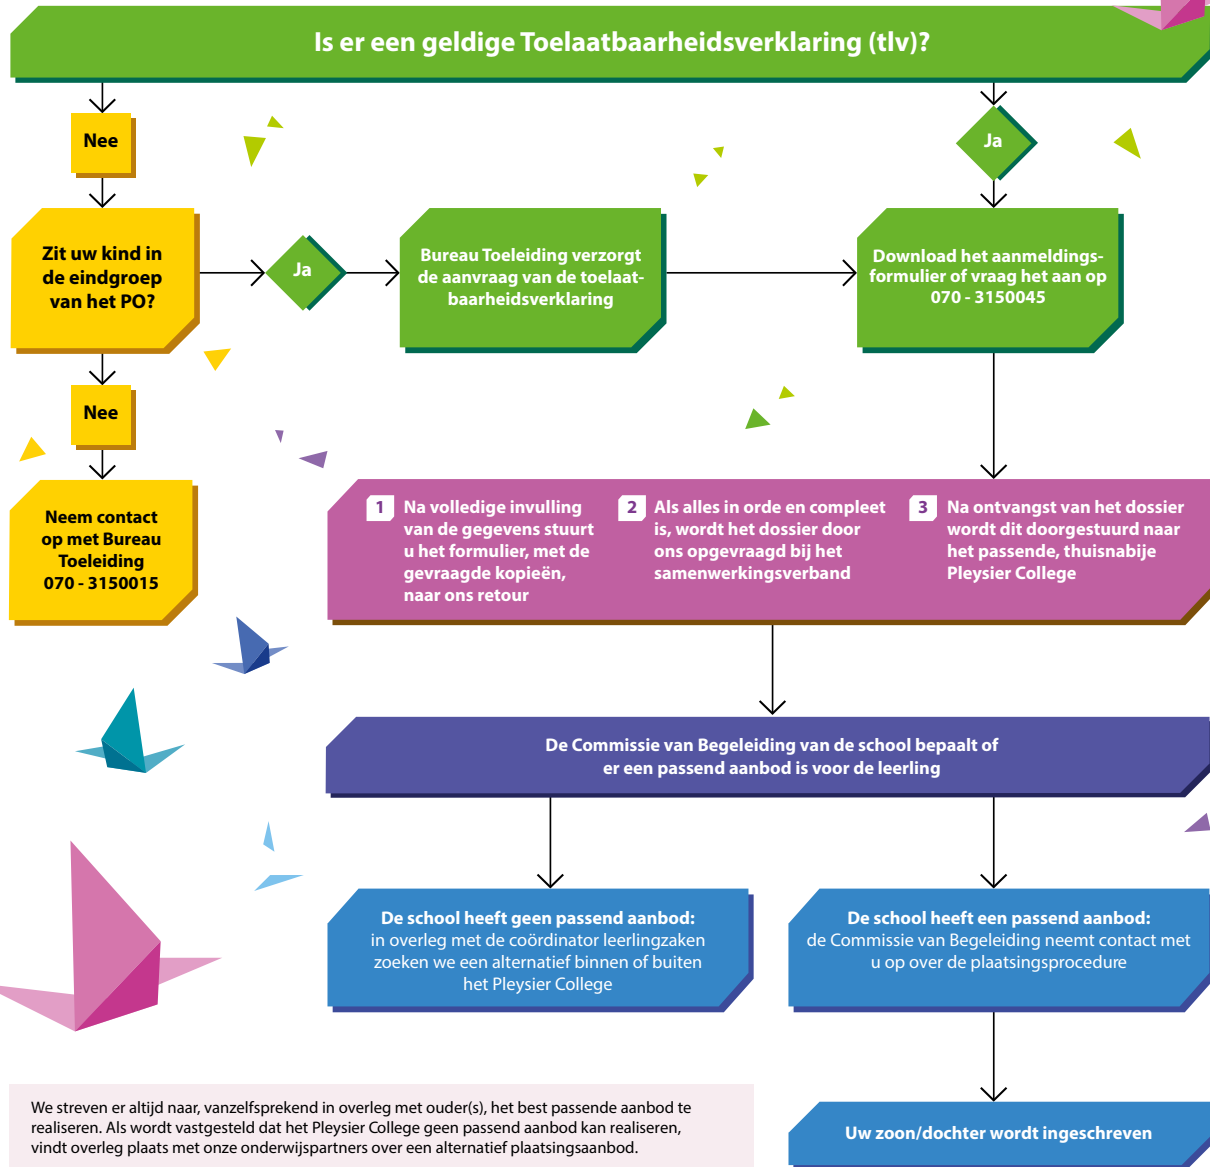 Is er een geldige Toelaatbaarheidsverklaring (tlv)?
Nee
Ja
Zit uw kind in
de eindgroep
van het PO?
Ja
Bureau Toeleiding verzorgt
de aanvraag van de toelaat-
baarheidsverklaring
Download het aanmeldings-
formulier of vraag het aan op
070 - 3150045
Nee
Neem contact
op met Bureau
Toeleiding
070 - 3150015
1 Na volledige invulling
van de gegevens stuurt
u het formulier, met de
gevraagde kopieën,
naar ons retour
2 Als alles in orde en compleet
is, wordt het dossier door
ons opgevraagd bij het
samenwerkingsverband
3 Na ontvangst van het dossier
wordt dit doorgestuurd naar
het passende, thuisnabije
Pleysier College
De Commissie van Begeleiding van de school bepaalt of
er een passend aanbod is voor de leerling
De school heeft geen passend aanbod:
in overleg met de coördinator leerlingzaken
zoeken we een alternatief binnen of buiten
het Pleysier College
De school heeft een passend aanbod:
de Commissie van Begeleiding neemt contact met
u op over de plaatsingsprocedure
We streven er altijd naar, vanzelfsprekend in overleg met ouder(s), het best passende aanbod te
realiseren. Als wordt vastgesteld dat het Pleysier College geen passend aanbod kan realiseren,
vindt overleg plaats met onze onderwijspartners over een alternatief plaatsingsaanbod.
Uw zoon/dochter wordt ingeschreven